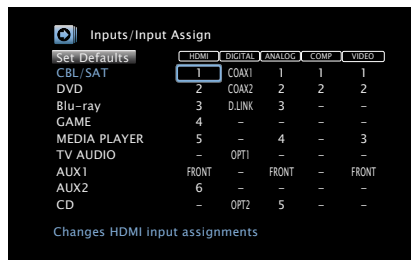 Inputs/Input Assign
Set Defaults HDMI DIGITAL ANALOG COMP VIDEO
CBL/SAT 1 COAX1 1 1 1
DVD 2 COAX2 2 2 2
Blu-ray 3 D.LINK 3 – –
GAME 4 – – – –
MEDIA PLAYER 5 – 4 – 3
TV AUDIO – OPT1 – – –
AUX1 FRONT – FRONT – FRONT
AUX2 6 – – – –
CD – OPT2 5 – –
Changes HDMI input assignments